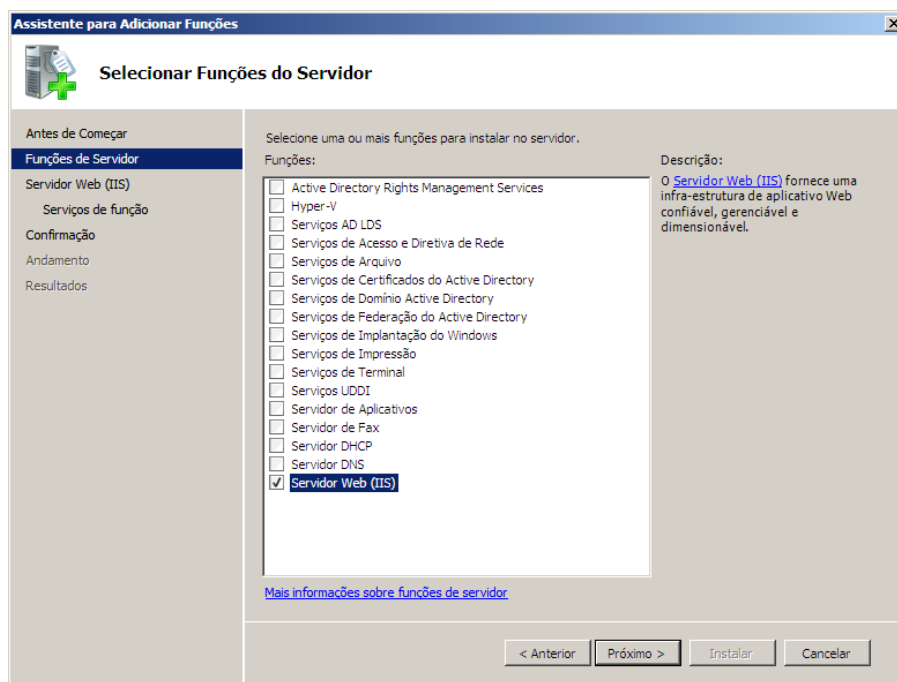 Assistente para Adicionar Funções
Selecionar Funções do Servidor
Antes de Começar
Funções de Servidor
Servidor Web (IIS)
Serviços de função
Confirmação
Andamento
Resultados
Selecione uma ou mais funções para instalar no servidor.
Funções:
Active Directory Rights Management Services
Hyper-V
Serviços AD LDS
Serviços de Acesso e Diretiva de Rede
Serviços de Arquivo
Serviços de Certificados do Active Directory
Serviços de Domínio Active Directory
Serviços de Federação do Active Directory
Serviços de Implantação do Windows
Serviços de Impressão
Serviços de Terminal
Serviços UDDI
Servidor de Aplicativos
Servidor de Fax
Servidor DHCP
Servidor DNS
Servidor Web (IIS)
Mais informações sobre funções de servidor
Descrição:
O Servidor Web (IIS) fornece uma
infra-estrutura de aplicativo Web
confiável, gerenciável e
dimensionável.
< Anterior
Próximo >
Instalar
Cancelar